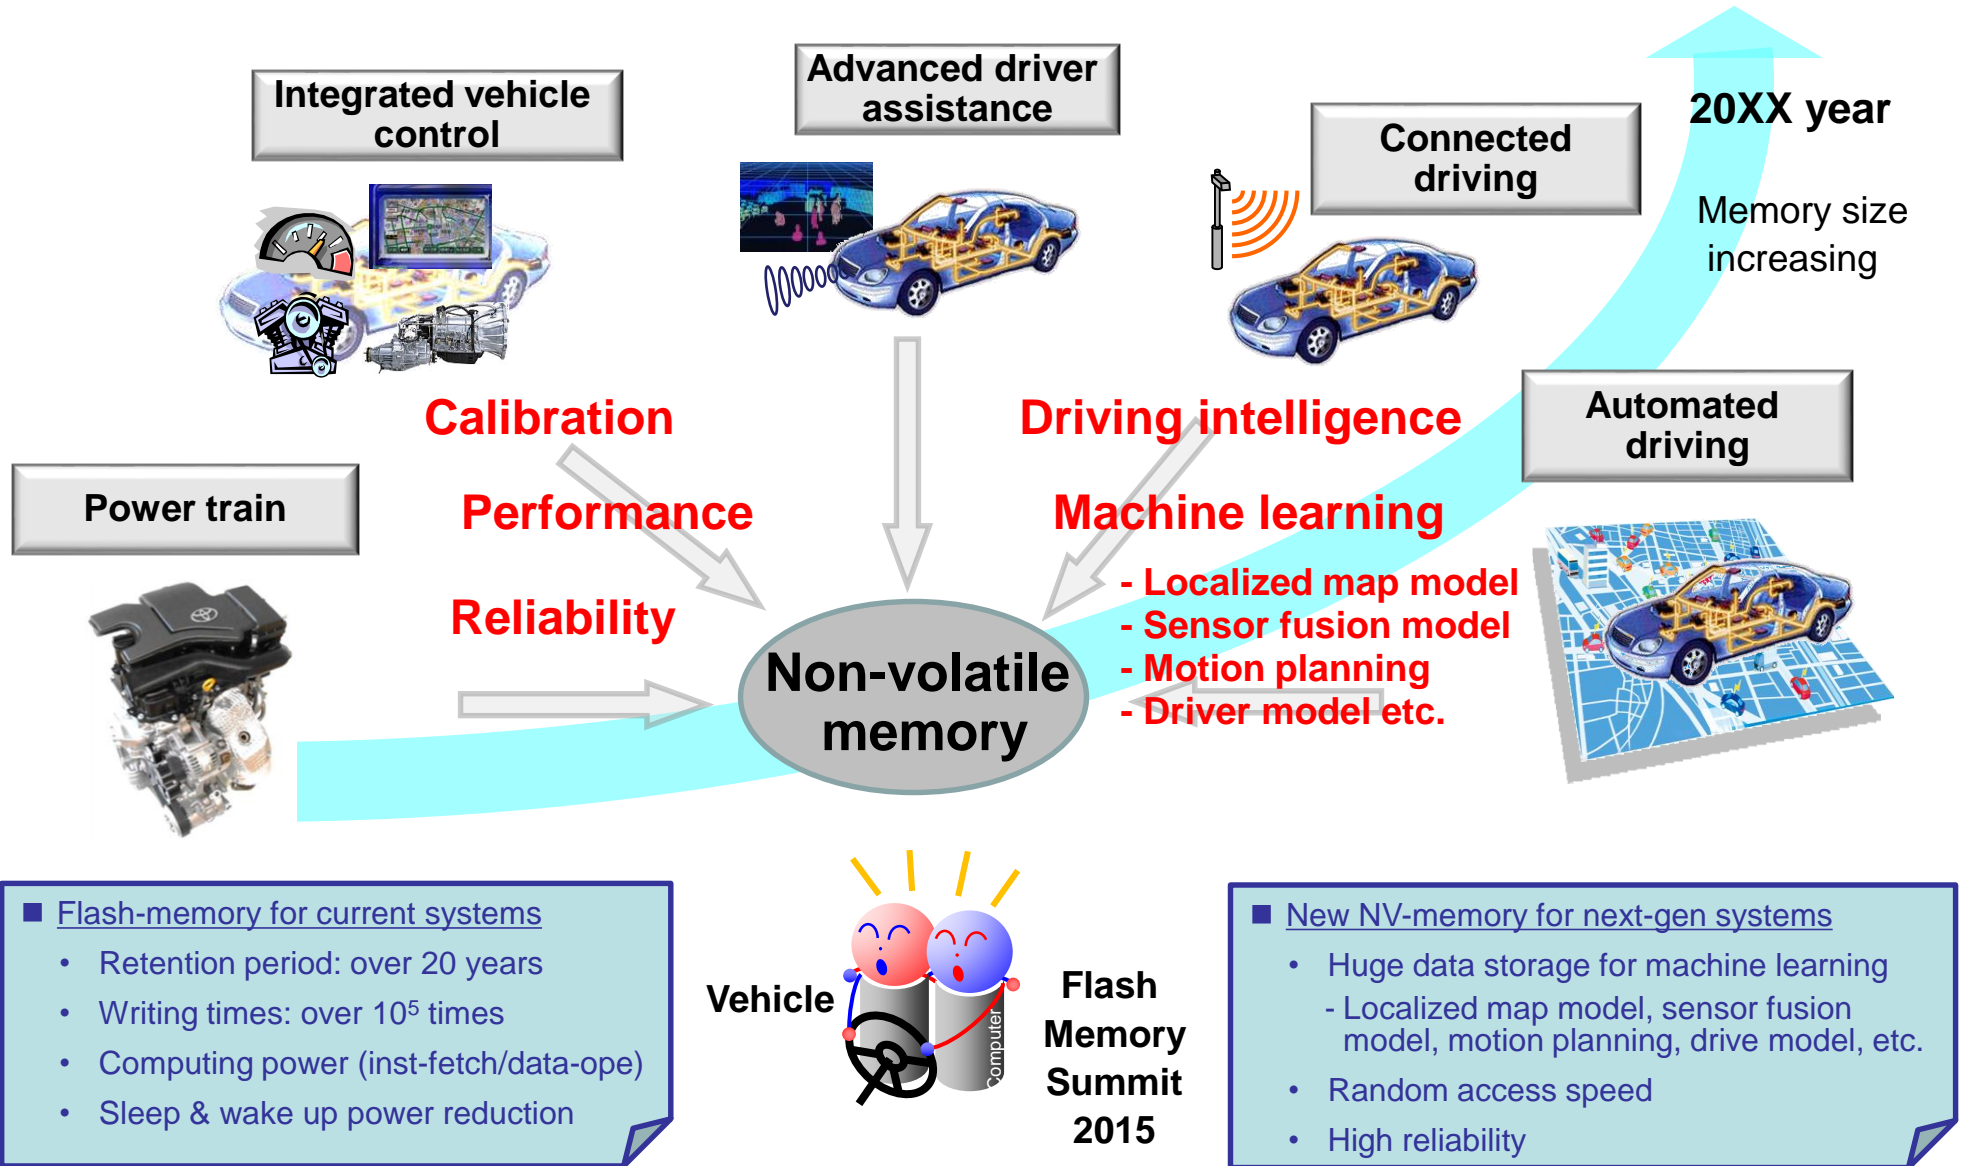 Integrated vehicle
control
Advanced driver
assistance
Connected
driving
20XX year
Memory size
increasing
Power train
Calibration
Performance
Reliability
Driving intelligence
Machine learning
- Localized map model
- Sensor fusion model
- Motion planning
- Driver model etc.
Automated
driving
Non-volatile
memory
■ Flash-memory for current systems
• Retention period: over 20 years
• Writing times: over 10⁵ times
• Computing power (inst-fetch/data-ope)
• Sleep & wake up power reduction
Vehicle
Computer
Flash
Memory
Summit
2015
■ New NV-memory for next-gen systems
• Huge data storage for machine learning
- Localized map model, sensor fusion
model, motion planning, drive model, etc.
• Random access speed
• High reliability